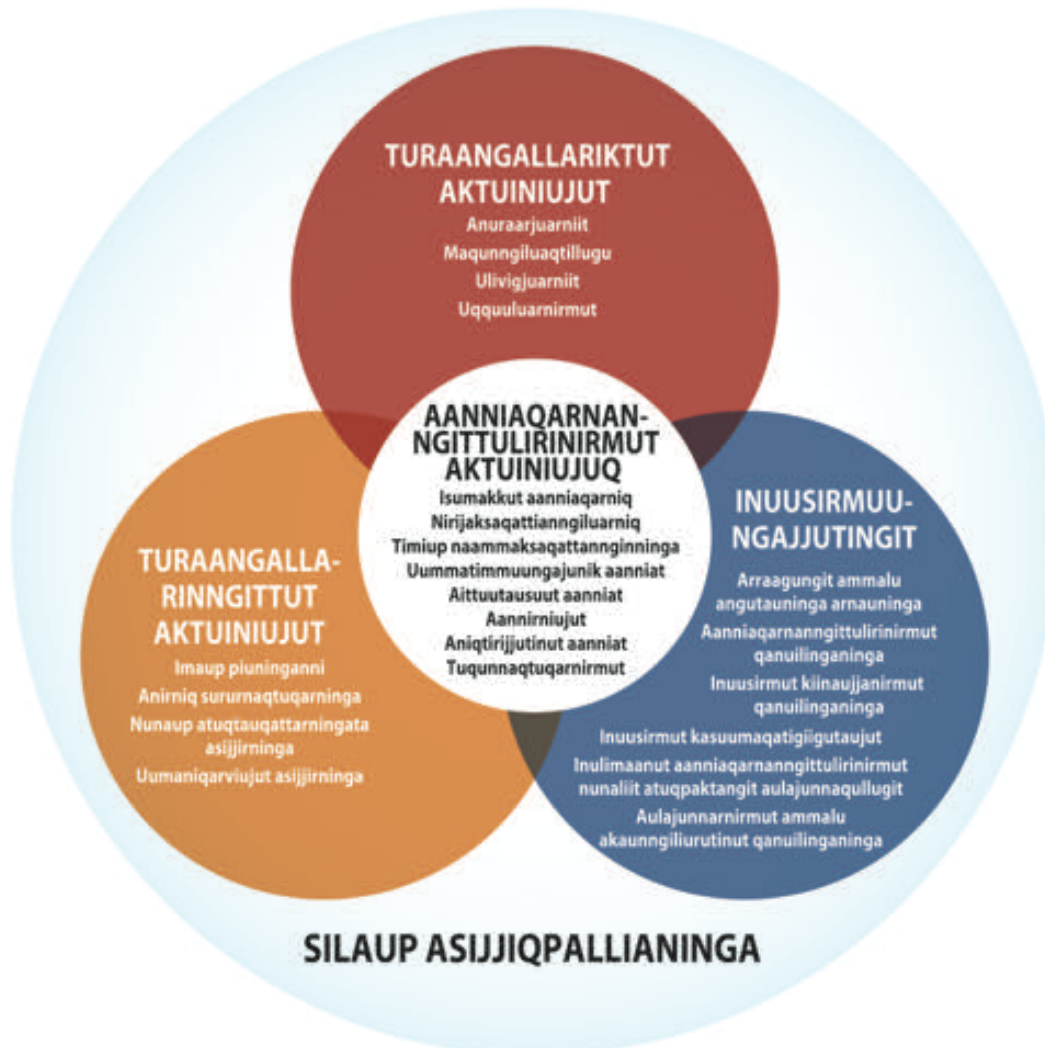 TURAANGALLARIKTUT
AKTUINIUJUT
Anuraarjuarniit
Maqunngiluaqtillugu
Ulivigjuarniit
Uqquuluarnirmut
AANNIAQARNAN-
NGITTULIRINIRMUT
AKTUINIUJUQ
Isumakkut aanniaqarniq
Nirijaksaqattianngiluarniq
Timiup naammaksaqattannginninga
Uummatimmuungajunik aanniat
Aittuutausuut aanniat
Aannirniujut
Aniqtirijjutinut aanniat
Tuqunnaqtuqarnirmut
TURAANGALLA-
RINNGITTUT
AKTUINIUJUT
Imaup piuninganni
Anirniq sururnaqtuqarninga
Nunaup atuqtauqattarningata
asijjirninga
Uumaniqarviujut asijjirninga
INUUSIRMUU-
NGAJJUTINGIT
Arraagungit ammalu
angutauninga arnauninga
Aanniaqarnanngittulirinirmut
qanuilinganinga
Inuusirmut kiinaujjanirmut
qanuilinganinga
Inuusirmut kasuumaqatigiigutaujut
Inulimaanut aanniaqarnanngittulirinirmut
nunaliit atuqpaktangit aulajunnaqullugit
Aulajunnarnirmut ammalu
akaunngiliurutinut qanuilinganinga
SILAUP ASIJJIQPALLIANINGA